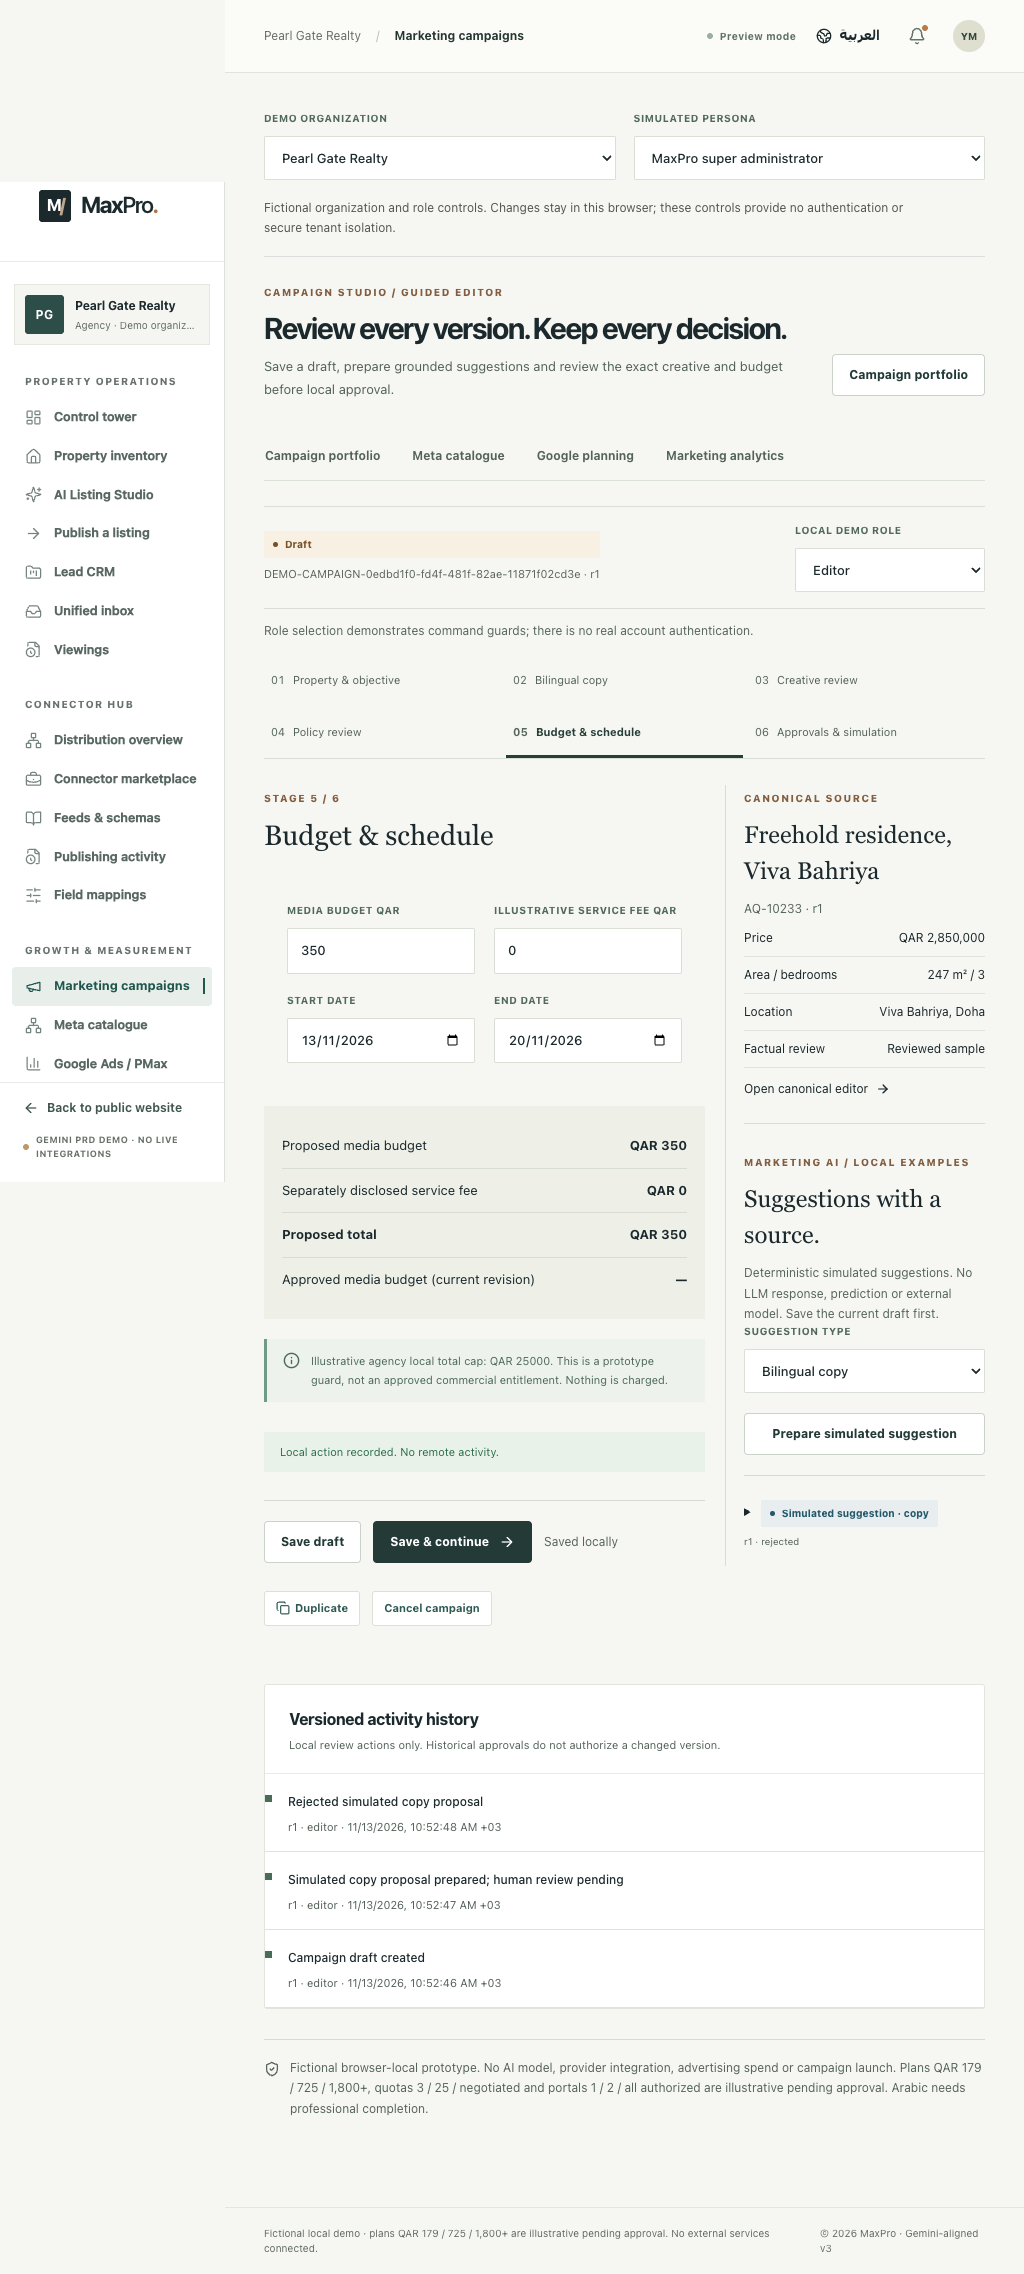 Pearl Gate Realty / Marketing campaigns
Preview mode
العربية
YM
DEMO ORGANIZATION
Pearl Gate Realty
SIMULATED PERSONA
MaxPro super administrator
Fictional organization and role controls. Changes stay in this browser; these controls provide no authentication or
secure tenant isolation.
M/ MaxPro.
PG
Pearl Gate Realty
Agency · Demo organiz...
PROPERTY OPERATIONS
Control tower
Property inventory
AI Listing Studio
Publish a listing
Lead CRM
Unified inbox
Viewings
CONNECTOR HUB
Distribution overview
Connector marketplace
Feeds & schemas
Publishing activity
Field mappings
GROWTH & MEASUREMENT
Marketing campaigns
Meta catalogue
Google Ads / PMax
Back to public website
GEMINI PRD DEMO · NO LIVE
INTEGRATIONS
CAMPAIGN STUDIO / GUIDED EDITOR
Review every version. Keep every decision.
Save a draft, prepare grounded suggestions and review the exact creative and budget
before local approval.
Campaign portfolio
Campaign portfolio
Meta catalogue
Google planning
Marketing analytics
Draft
DEMO-CAMPAIGN-0edbd1f0-fd4f-481f-82ae-11871f02cd3e · r1
LOCAL DEMO ROLE
Editor
Role selection demonstrates command guards; there is no real account authentication.
01 Property & objective
02 Bilingual copy
03 Creative review
04 Policy review
05 Budget & schedule
06 Approvals & simulation
STAGE 5 / 6
Budget & schedule
MEDIA BUDGET QAR
350
ILLUSTRATIVE SERVICE FEE QAR
0
START DATE
13/11/2026
END DATE
20/11/2026
Proposed media budget QAR 350
Separately disclosed service fee QAR 0
Proposed total QAR 350
Approved media budget (current revision) —
Illustrative agency local total cap: QAR 25000. This is a prototype
guard, not an approved commercial entitlement. Nothing is charged.
Local action recorded. No remote activity.
Save draft
Save & continue
Saved locally
Duplicate
Cancel campaign
CANONICAL SOURCE
Freehold residence,
Viva Bahriya
AQ-10233 · r1
Price QAR 2,850,000
Area / bedrooms 247 m² / 3
Location Viva Bahriya, Doha
Factual review Reviewed sample
Open canonical editor
MARKETING AI / LOCAL EXAMPLES
Suggestions with a
source.
Deterministic simulated suggestions. No
LLM response, prediction or external
model. Save the current draft first.
SUGGESTION TYPE
Bilingual copy
Prepare simulated suggestion
Simulated suggestion · copy
r1 · rejected
Versioned activity history
Local review actions only. Historical approvals do not authorize a changed version.
Rejected simulated copy proposal
r1 · editor · 11/13/2026, 10:52:48 AM +03
Simulated copy proposal prepared; human review pending
r1 · editor · 11/13/2026, 10:52:47 AM +03
Campaign draft created
r1 · editor · 11/13/2026, 10:52:46 AM +03
Fictional browser-local prototype. No AI model, provider integration, advertising spend or campaign launch. Plans QAR 179
/ 725 / 1,800+, quotas 3 / 25 / negotiated and portals 1 / 2 / all authorized are illustrative pending approval. Arabic needs
professional completion.
Fictional local demo · plans QAR 179 / 725 / 1,800+ are illustrative pending approval. No external services
connected.
© 2026 MaxPro · Gemini-aligned
v3